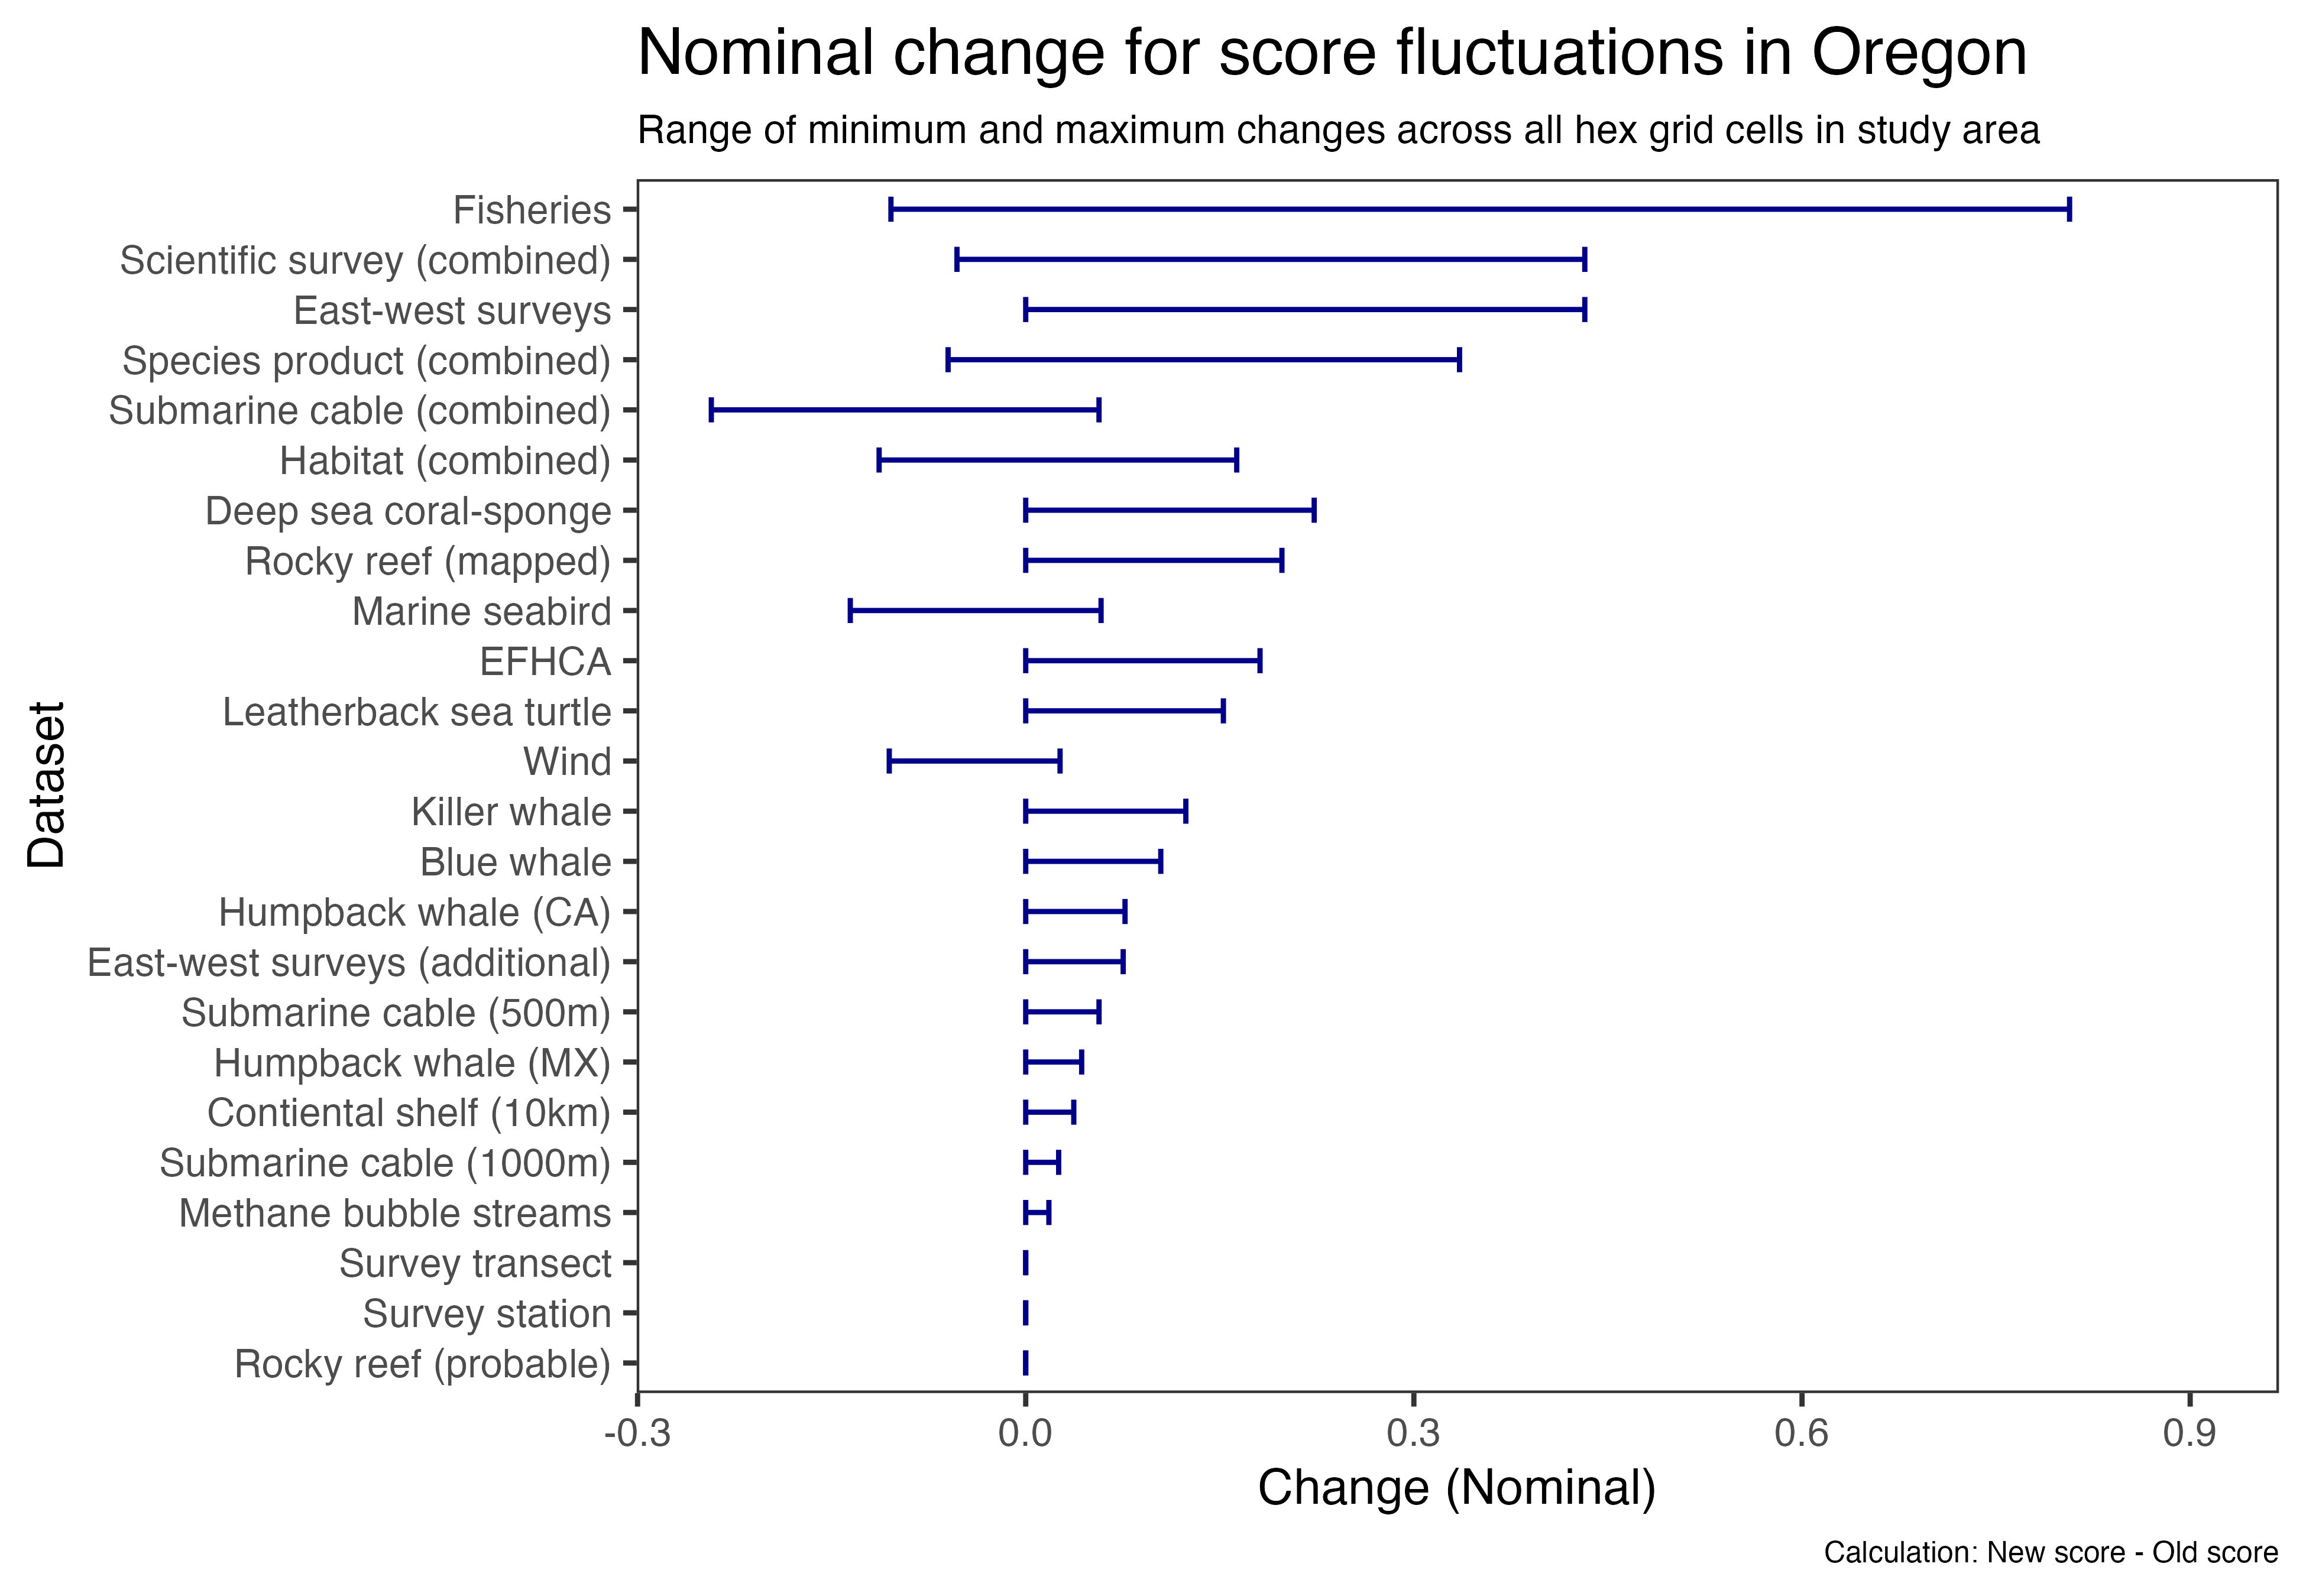 Nominal change for score fluctuations in Oregon
Range of minimum and maximum changes across all hex grid cells in study area
Dataset
Fisheries
Scientific survey (combined)
East-west surveys
Species product (combined)
Submarine cable (combined)
Habitat (combined)
Deep sea coral-sponge
Rocky reef (mapped)
Marine seabird
EFHCA
Leatherback sea turtle
Wind
Killer whale
Blue whale
Humpback whale (CA)
East-west surveys (additional)
Submarine cable (500m)
Humpback whale (MX)
Contiental shelf (10km)
Submarine cable (1000m)
Methane bubble streams
Survey transect
Survey station
Rocky reef (probable)
-0.3 0.0 0.3 0.6 0.9
Change (Nominal)
Calculation: New score - Old score